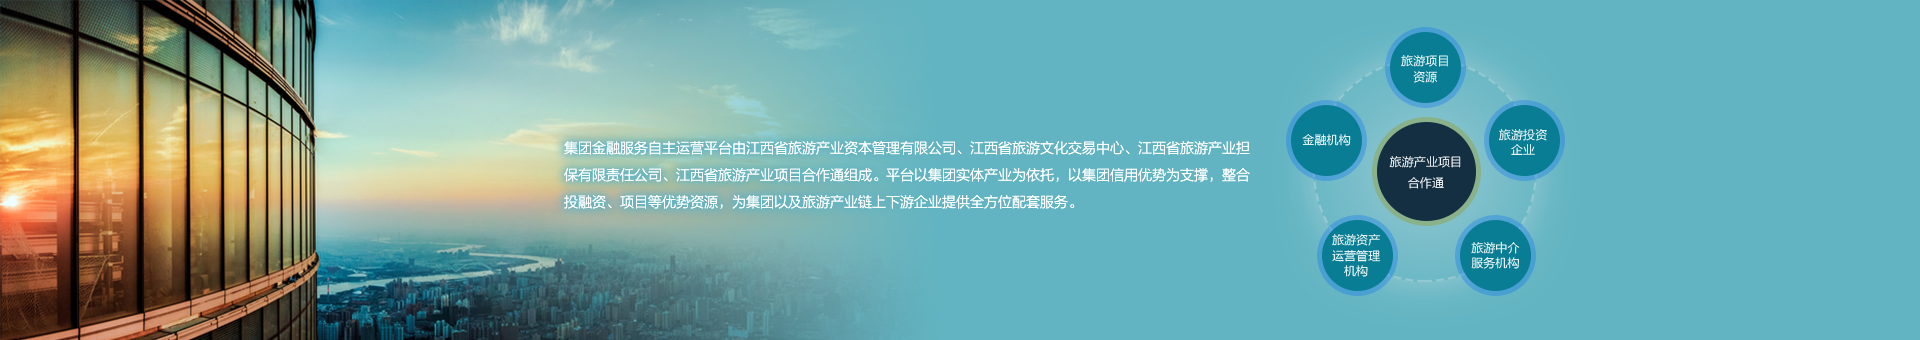 集团金融服务自主运营平台由江西省旅游产业资本管理有限公司、江西省旅游文化交易中心、江西省旅游产业担
保有限责任公司、江西省旅游产业项目合作通组成。平台以集团实体产业为依托，以集团信用优势为支撑，整合
投融资、项目等优势资源，为集团以及旅游产业链上下游企业提供全方位配套服务。
旅游项目
资源
金融机构
旅游投资
企业
旅游产业项目
合作通
旅游资产
运营管理
机构
旅游中介
服务机构